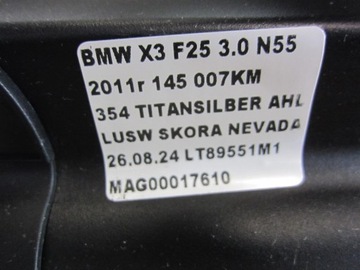 BMW X3 F25 3.0 N55
2011r 145 007KM
354 TITANSILBER AHL
LUSW SKORA NEVADA
26.08.24 LT89551M1
MAG00017610